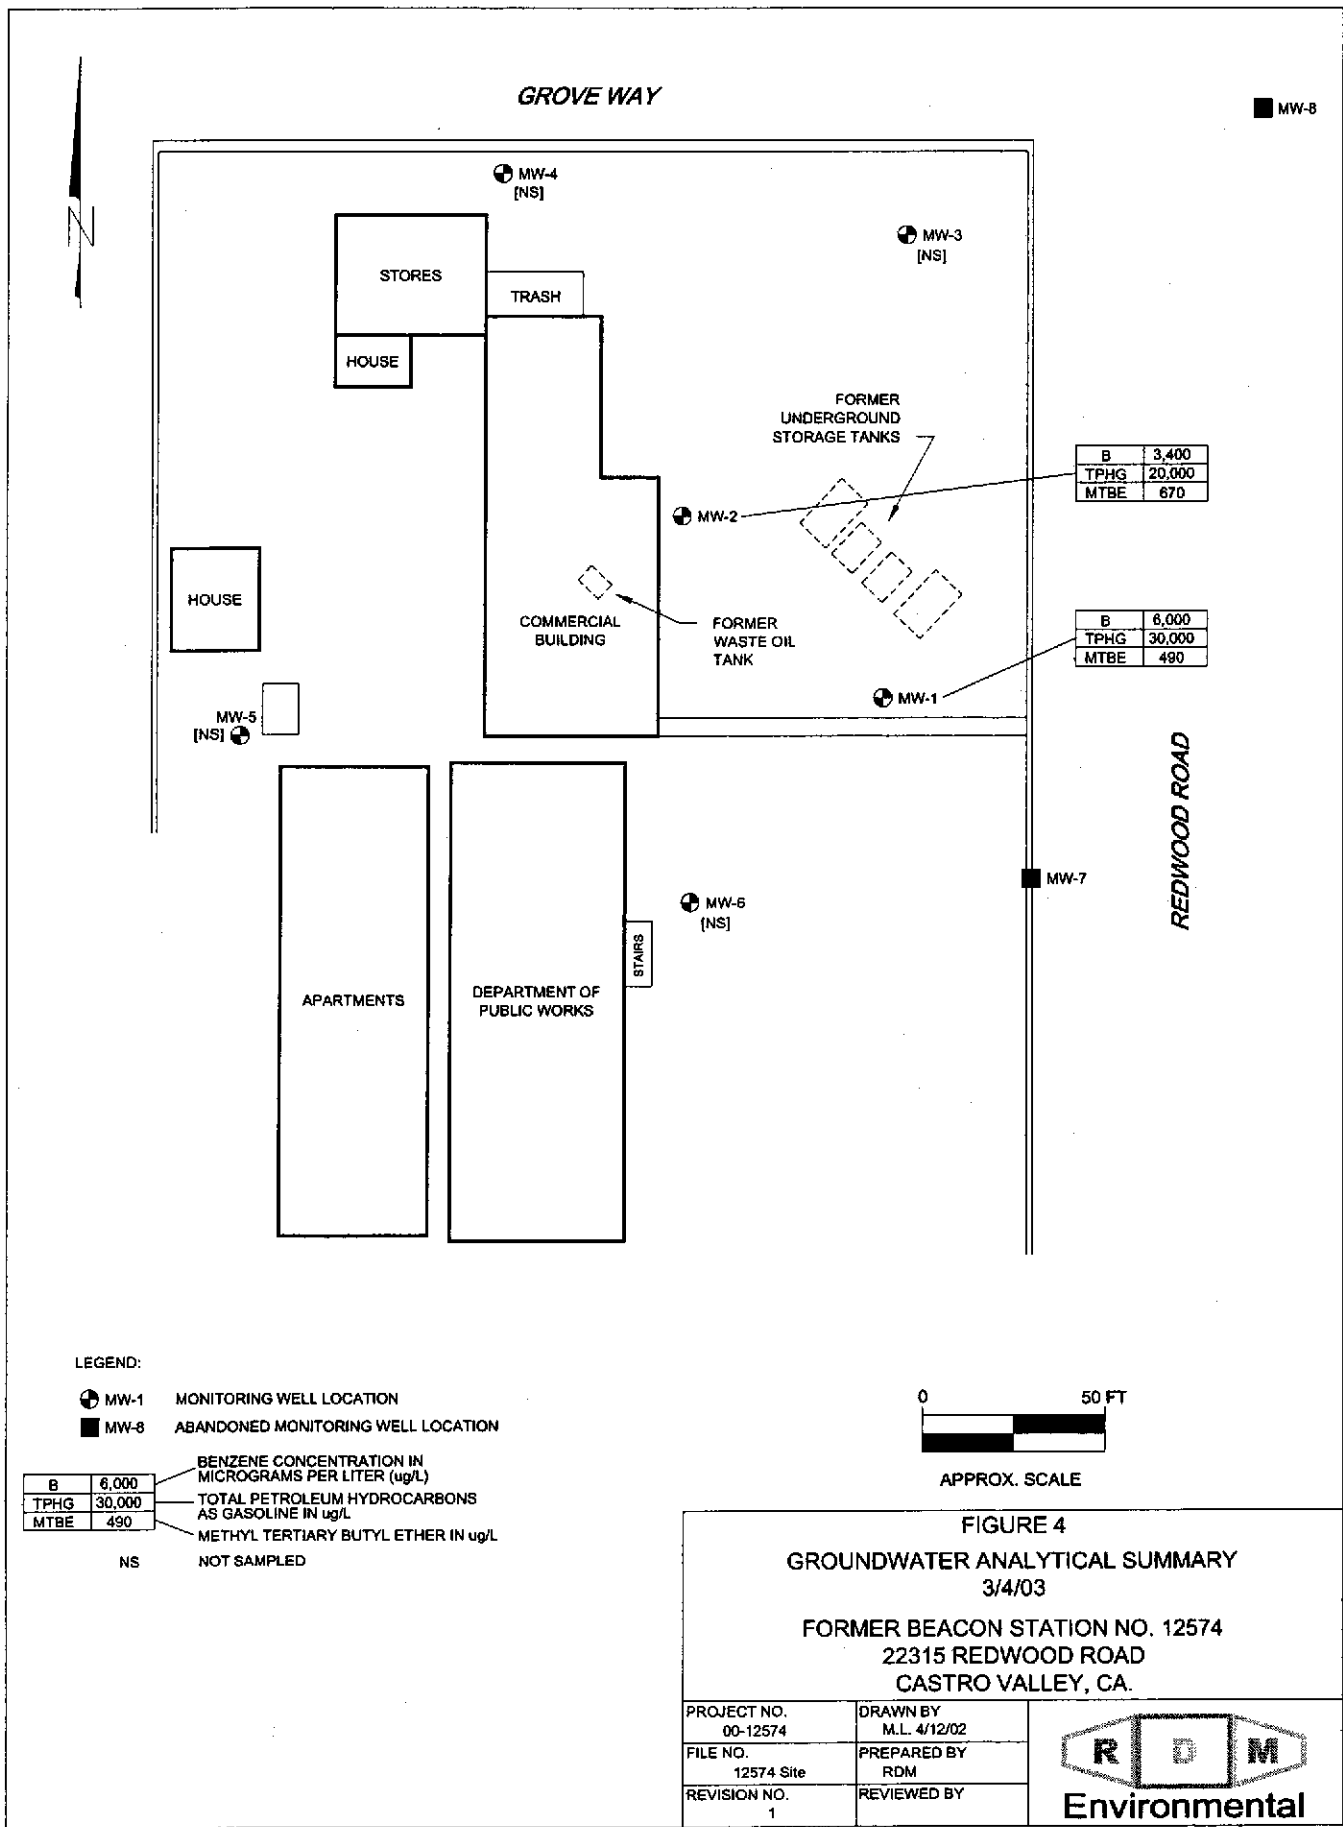 GROVE WAY
MW-8
N
MW-4
[NS]
MW-3
[NS]
STORES
TRASH
HOUSE
FORMER
UNDERGROUND
STORAGE TANKS
B 3,400
TPHG 20,000
MTBE 670
MW-2
HOUSE
COMMERCIAL
BUILDING
FORMER
WASTE OIL
TANK
B 6,000
TPHG 30,000
MTBE 490
MW-1
MW-5
[NS]
REDWOOD ROAD
MW-7
MW-6
[NS]
STAIRS
APARTMENTS
DEPARTMENT OF
PUBLIC WORKS
LEGEND:
MW-1 MONITORING WELL LOCATION
MW-8 ABANDONED MONITORING WELL LOCATION
B 6,000
TPHG 30,000
MTBE 490
BENZENE CONCENTRATION IN
MICROGRAMS PER LITER (ug/L)
TOTAL PETROLEUM HYDROCARBONS
AS GASOLINE IN ug/L
METHYL TERTIARY BUTYL ETHER IN ug/L
NS NOT SAMPLED
0 50 FT
APPROX. SCALE
FIGURE 4
GROUNDWATER ANALYTICAL SUMMARY
3/4/03
FORMER BEACON STATION NO. 12574
22315 REDWOOD ROAD
CASTRO VALLEY, CA.
PROJECT NO.
00-12574
DRAWN BY
M.L. 4/12/02
FILE NO.
12574 Site
PREPARED BY
RDM
REVISION NO.
1
REVIEWED BY
R D M
Environmental